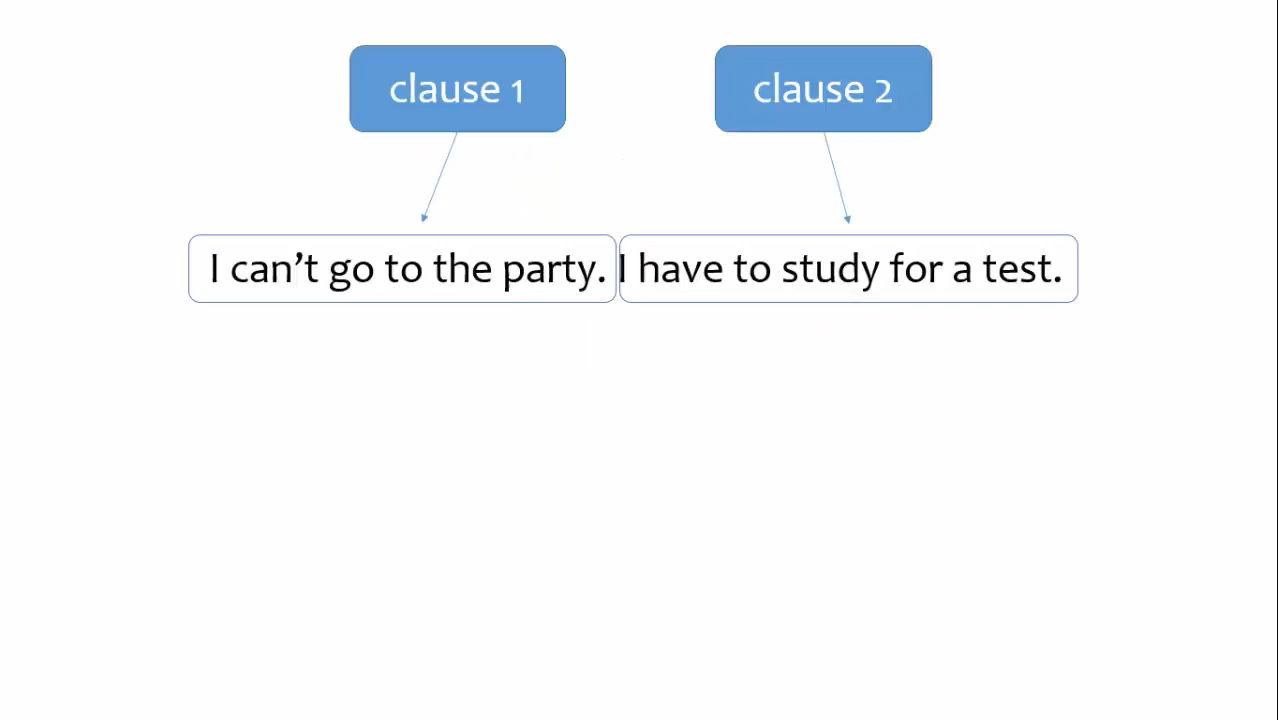 clause 1
clause 2
I can’t go to the party. I have to study for a test.